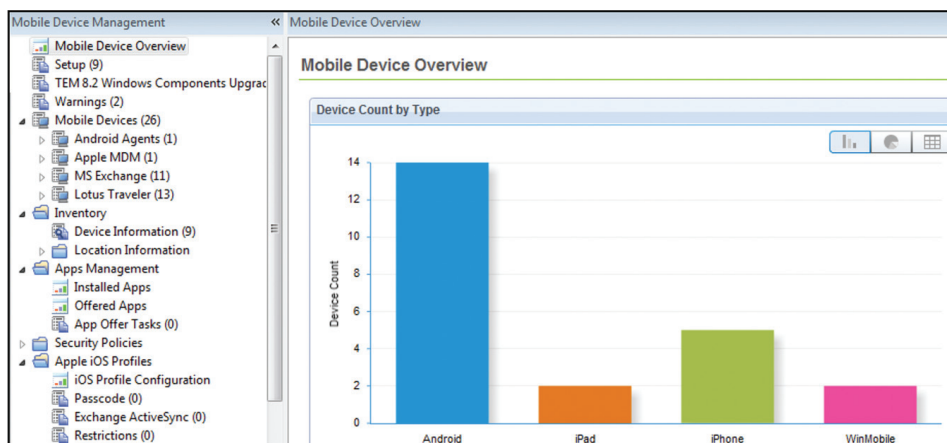 Mobile Device Management
Mobile Device Overview
Setup (9)
TEM 8.2 Windows Components Upgrac
Warnings (2)
Mobile Devices (26)
Android Agents (1)
Apple MDM (1)
MS Exchange (11)
Lotus Traveler (13)
Inventory
Device Information (9)
Location Information
Apps Management
Installed Apps
Offered Apps
App Offer Tasks (0)
Security Policies
Apple iOS Profiles
iOS Profile Configuration
Passcode (0)
Exchange ActiveSync (0)
Restrictions (0)
Mobile Device Overview
Mobile Device Overview
Device Count by Type
Device Count
14
12
10
8
6
4
2
0
Android
iPad
iPhone
WinMobile